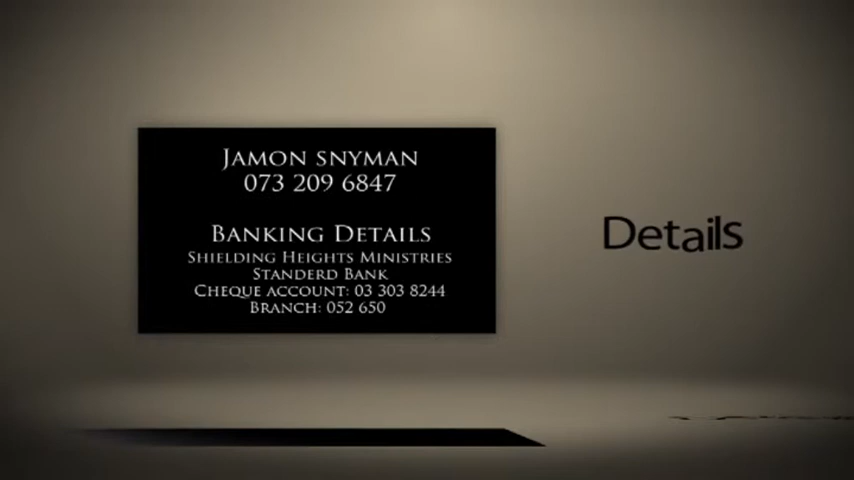 Jamon snyman
073 209 6847
Banking Details
Shielding Heights Ministries
Standerd Bank
Cheque account: 03 303 8244
Branch: 052 650
Details